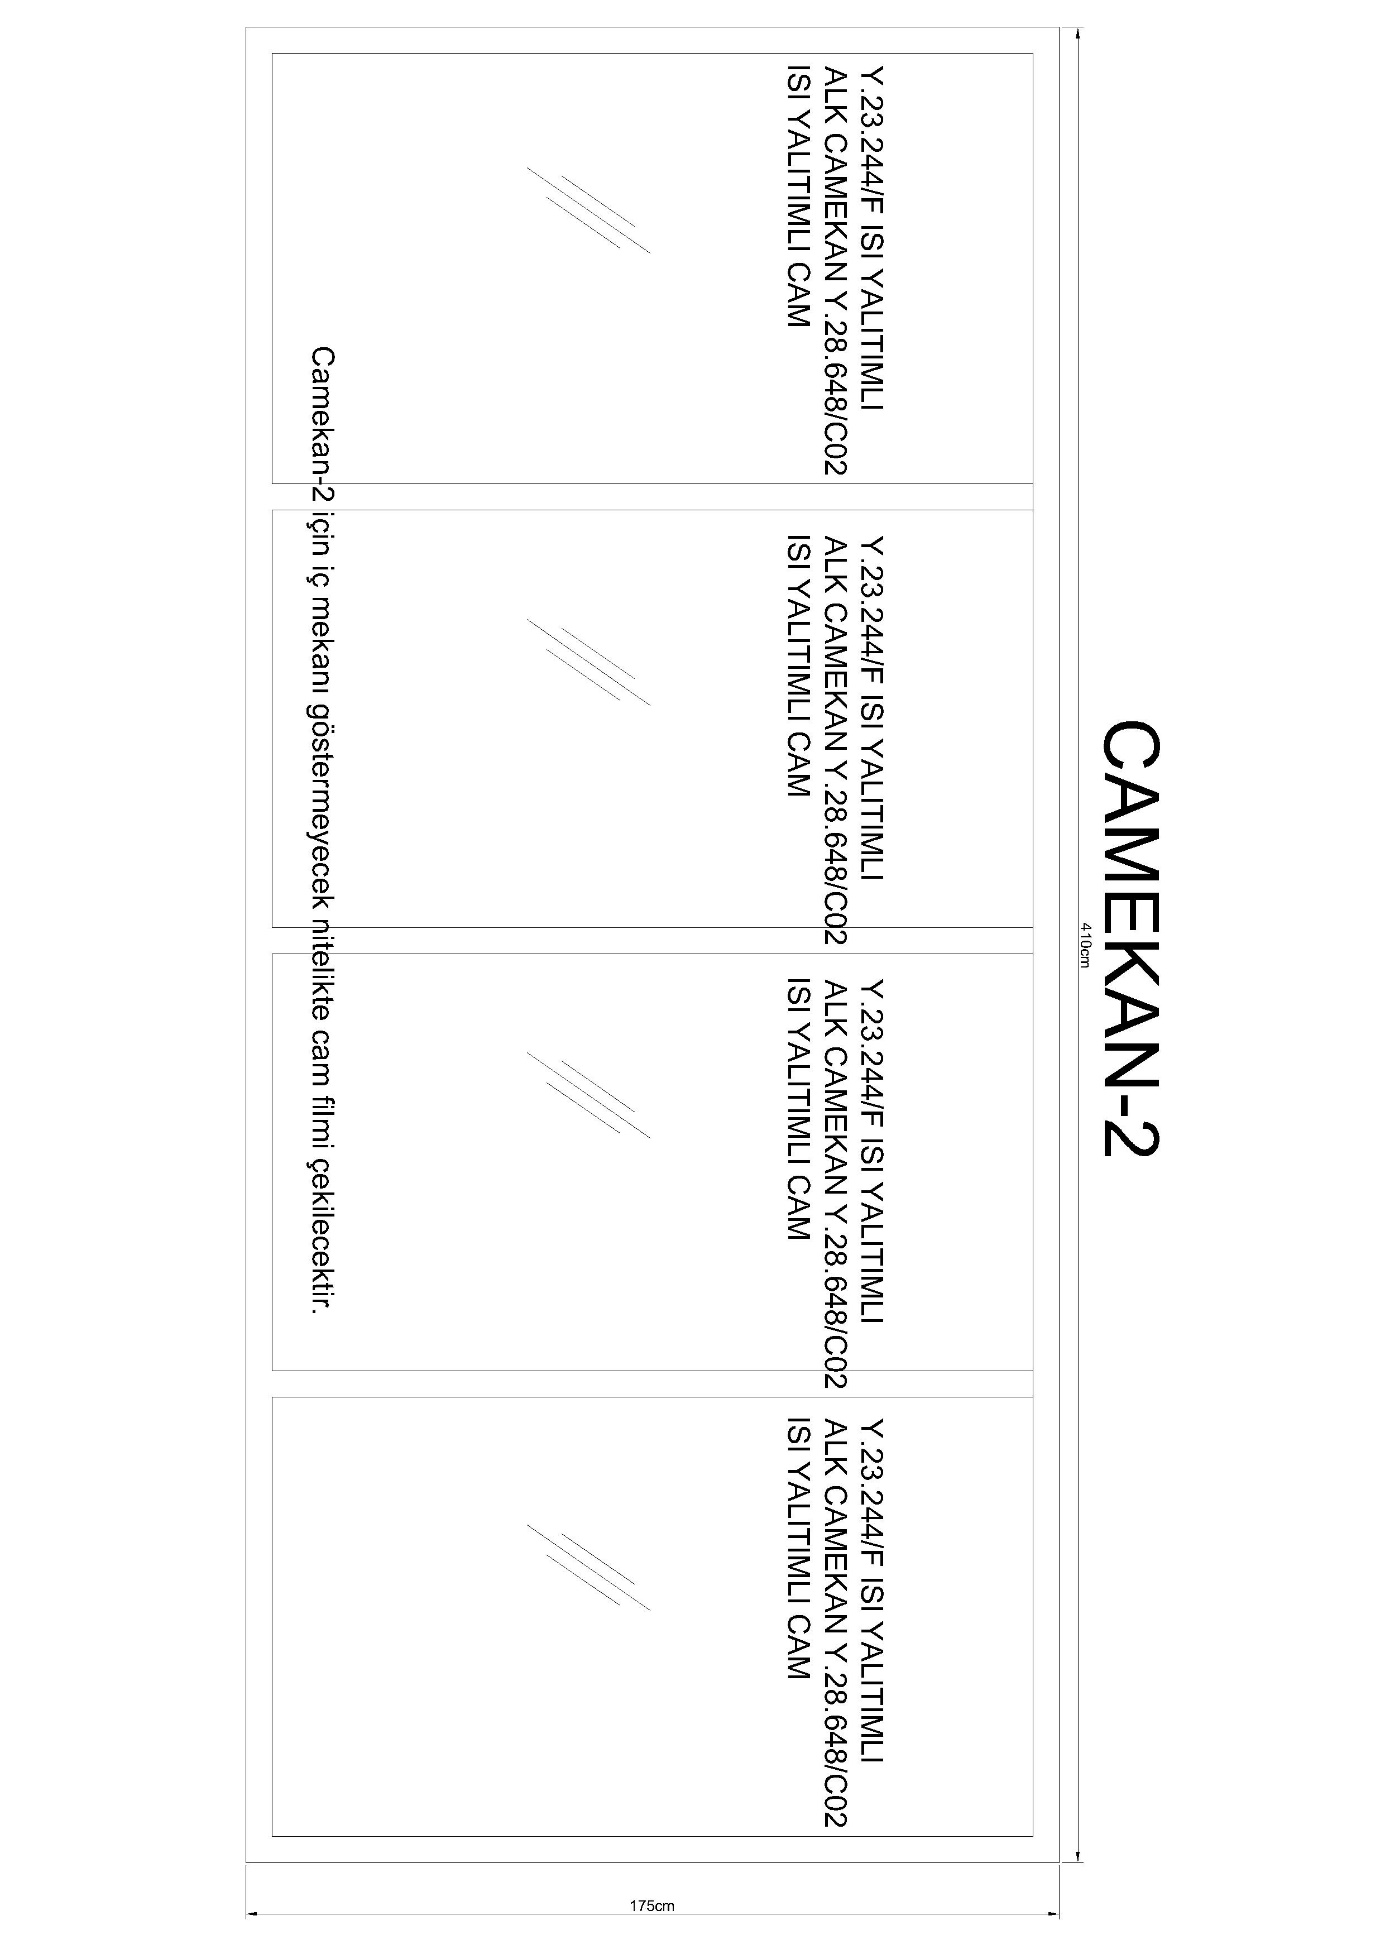 CAMEKAN-2
410cm
Y.23.244/F ISI YALITIMLI
ALK CAMEKAN Y.28.648/C02
ISI YALITIMLI CAM
Y.23.244/F ISI YALITIMLI
ALK CAMEKAN Y.28.648/C02
ISI YALITIMLI CAM
Y.23.244/F ISI YALITIMLI
ALK CAMEKAN Y.28.648/C02
ISI YALITIMLI CAM
Y.23.244/F ISI YALITIMLI
ALK CAMEKAN Y.28.648/C02
ISI YALITIMLI CAM
Camekan-2 için iç mekanı göstermeyecek nitelikte cam filmi çekilecektir.
175cm